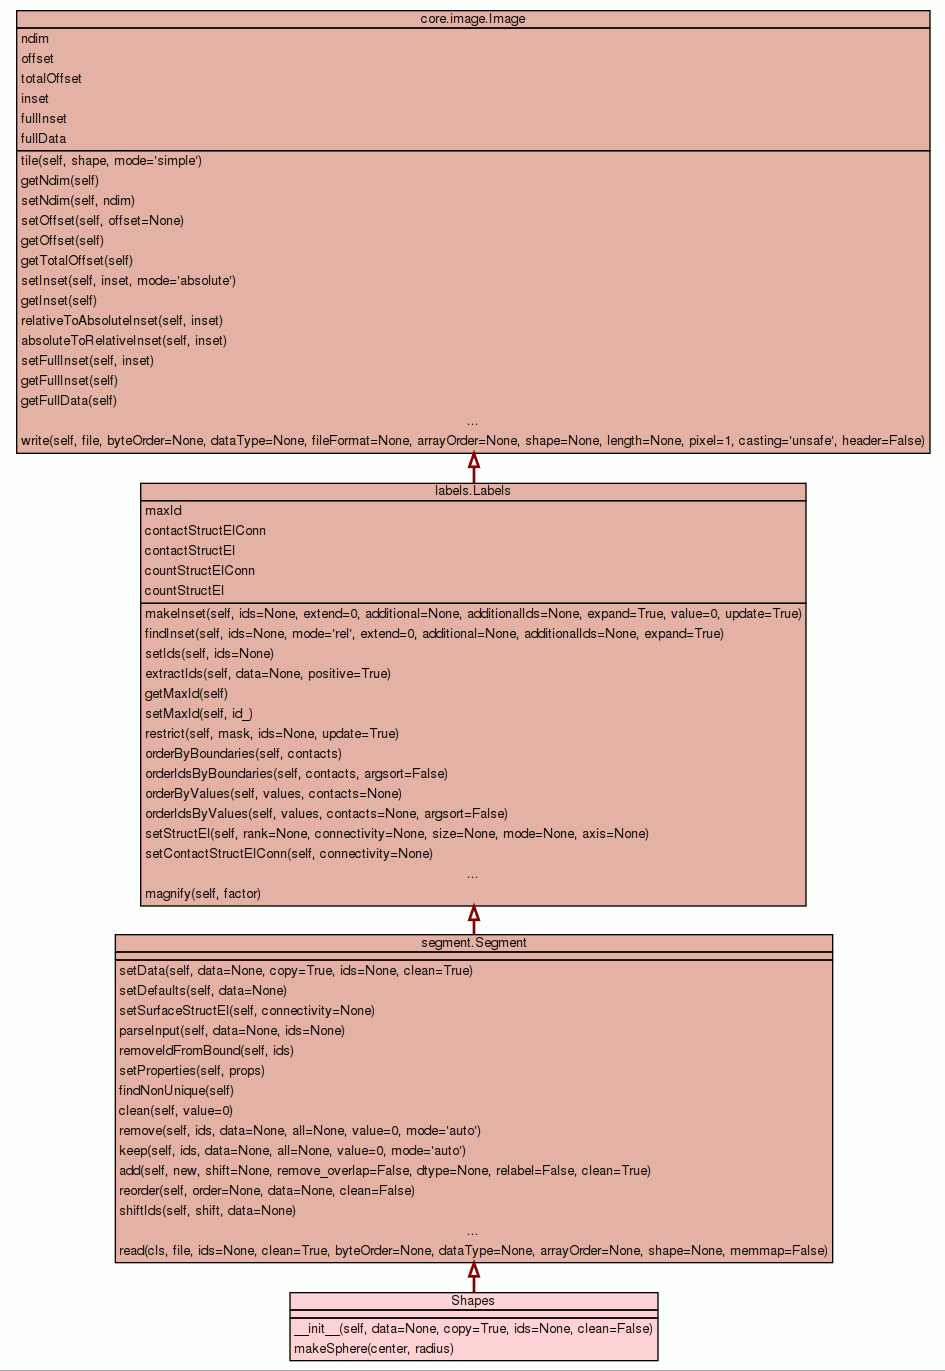 core.image.Image
ndim
offset
totalOffset
inset
fullInset
fullData
tile(self, shape, mode='simple')
getNdim(self)
setNdim(self, ndim)
setOffset(self, offset=None)
getOffset(self)
getTotalOffset(self)
setInset(self, inset, mode='absolute')
getInset(self)
relativeToAbsoluteInset(self, inset)
absoluteToRelativeInset(self, inset)
setFullInset(self, inset)
getFullInset(self)
getFullData(self)
...
write(self, file, byteOrder=None, dataType=None, fileFormat=None, arrayOrder=None, shape=None, length=None, pixel=1, casting='unsafe', header=False)
labels.Labels
maxId
contactStructElConn
contactStructEl
countStructElConn
countStructEl
makeInset(self, ids=None, extend=0, additional=None, additionalIds=None, expand=True, value=0, update=True)
findInset(self, ids=None, mode='rel', extend=0, additional=None, additionalIds=None, expand=True)
setIds(self, ids=None)
extractIds(self, data=None, positive=True)
getMaxId(self)
setMaxId(self, id_)
restrict(self, mask, ids=None, update=True)
orderByBoundaries(self, contacts)
orderIdsByBoundaries(self, contacts, argsort=False)
orderByValues(self, values, contacts=None)
orderIdsByValues(self, values, contacts=None, argsort=False)
setStructEl(self, rank=None, connectivity=None, size=None, mode=None, axis=None)
setContactStructElConn(self, connectivity=None)
...
magnify(self, factor)
segment.Segment
setData(self, data=None, copy=True, ids=None, clean=True)
setDefaults(self, data=None)
setSurfaceStructEl(self, connectivity=None)
parseInput(self, data=None, ids=None)
removeIdFromBound(self, ids)
setProperties(self, props)
findNonUnique(self)
clean(self, value=0)
remove(self, ids, data=None, all=None, value=0, mode='auto')
keep(self, ids, data=None, all=None, value=0, mode='auto')
add(self, new, shift=None, remove_overlap=False, dtype=None, relabel=False, clean=True)
reorder(self, order=None, data=None, clean=False)
shiftIds(self, shift, data=None)
...
read(cls, file, ids=None, clean=True, byteOrder=None, dataType=None, arrayOrder=None, shape=None, memmap=False)
Shapes
__init__(self, data=None, copy=True, ids=None, clean=False)
makeSphere(center, radius)